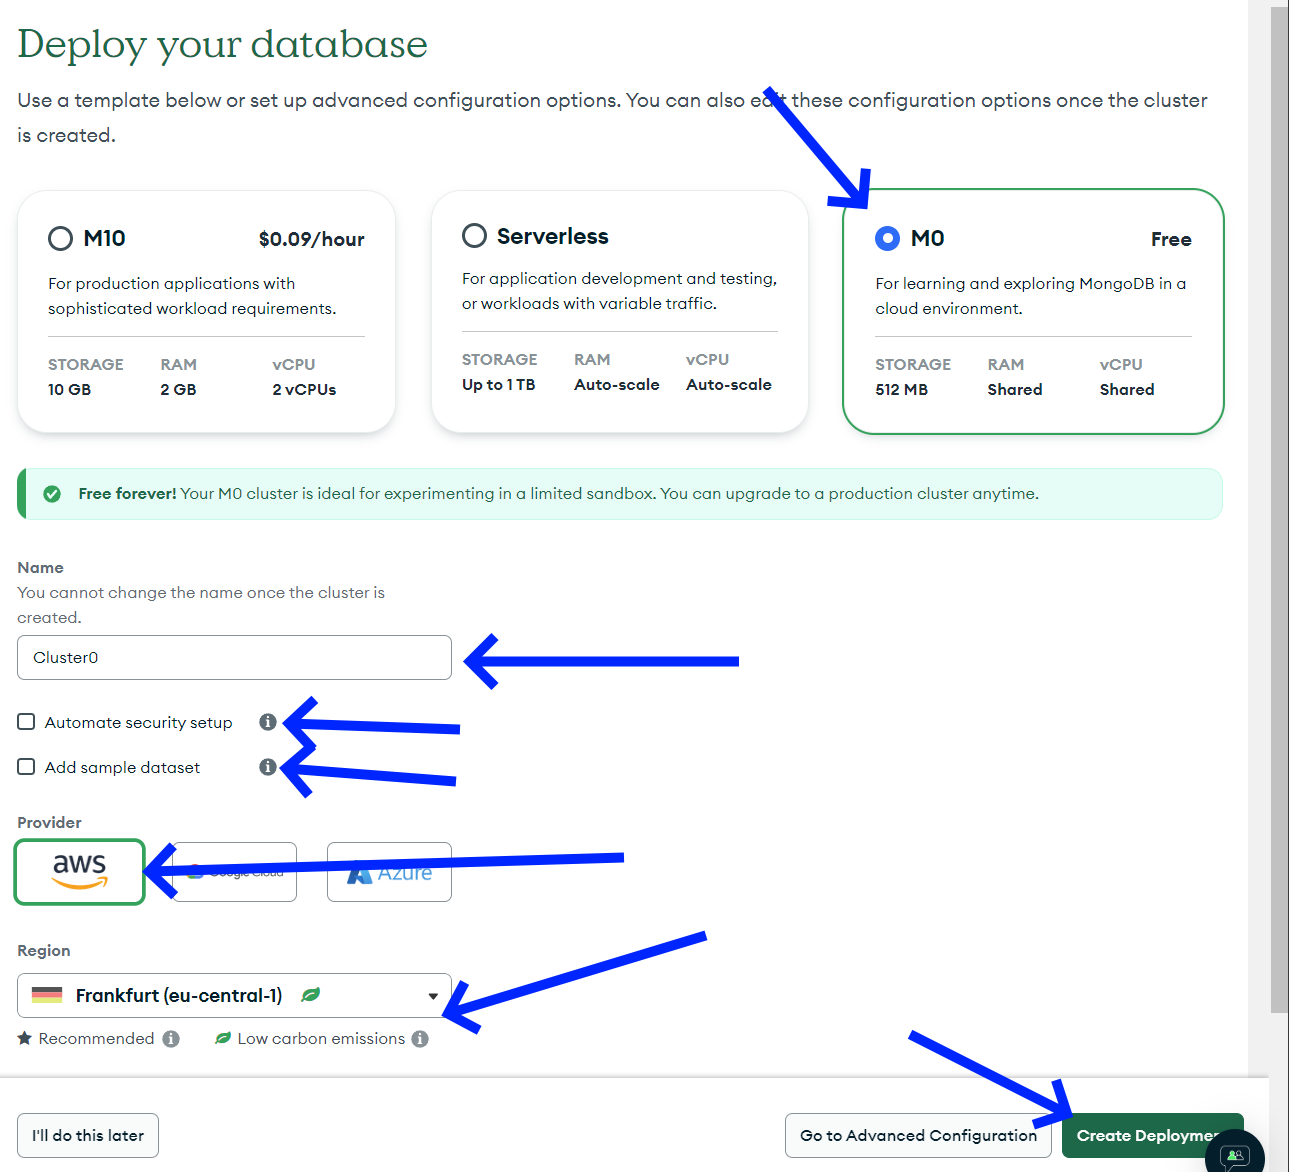 Deploy your database
Use a template below or set up advanced configuration options. You can also edit these configuration options once the cluster
is created.
M10 $0.09/hour
For production applications with
sophisticated workload requirements.
STORAGE RAM vCPU
10 GB 2 GB 2 vCPUs
Serverless
For application development and testing,
or workloads with variable traffic.
STORAGE RAM vCPU
Up to 1 TB Auto-scale Auto-scale
M0 Free
For learning and exploring MongoDB in a
cloud environment.
STORAGE RAM vCPU
512 MB Shared Shared
Free forever! Your M0 cluster is ideal for experimenting in a limited sandbox. You can upgrade to a production cluster anytime.
Name
You cannot change the name once the cluster is
created.
Cluster0
Automate security setup
Add sample dataset
Provider
aws Google Cloud Azure
Region
Frankfurt (eu-central-1)
Recommended Low carbon emissions
I'll do this later Go to Advanced Configuration Create